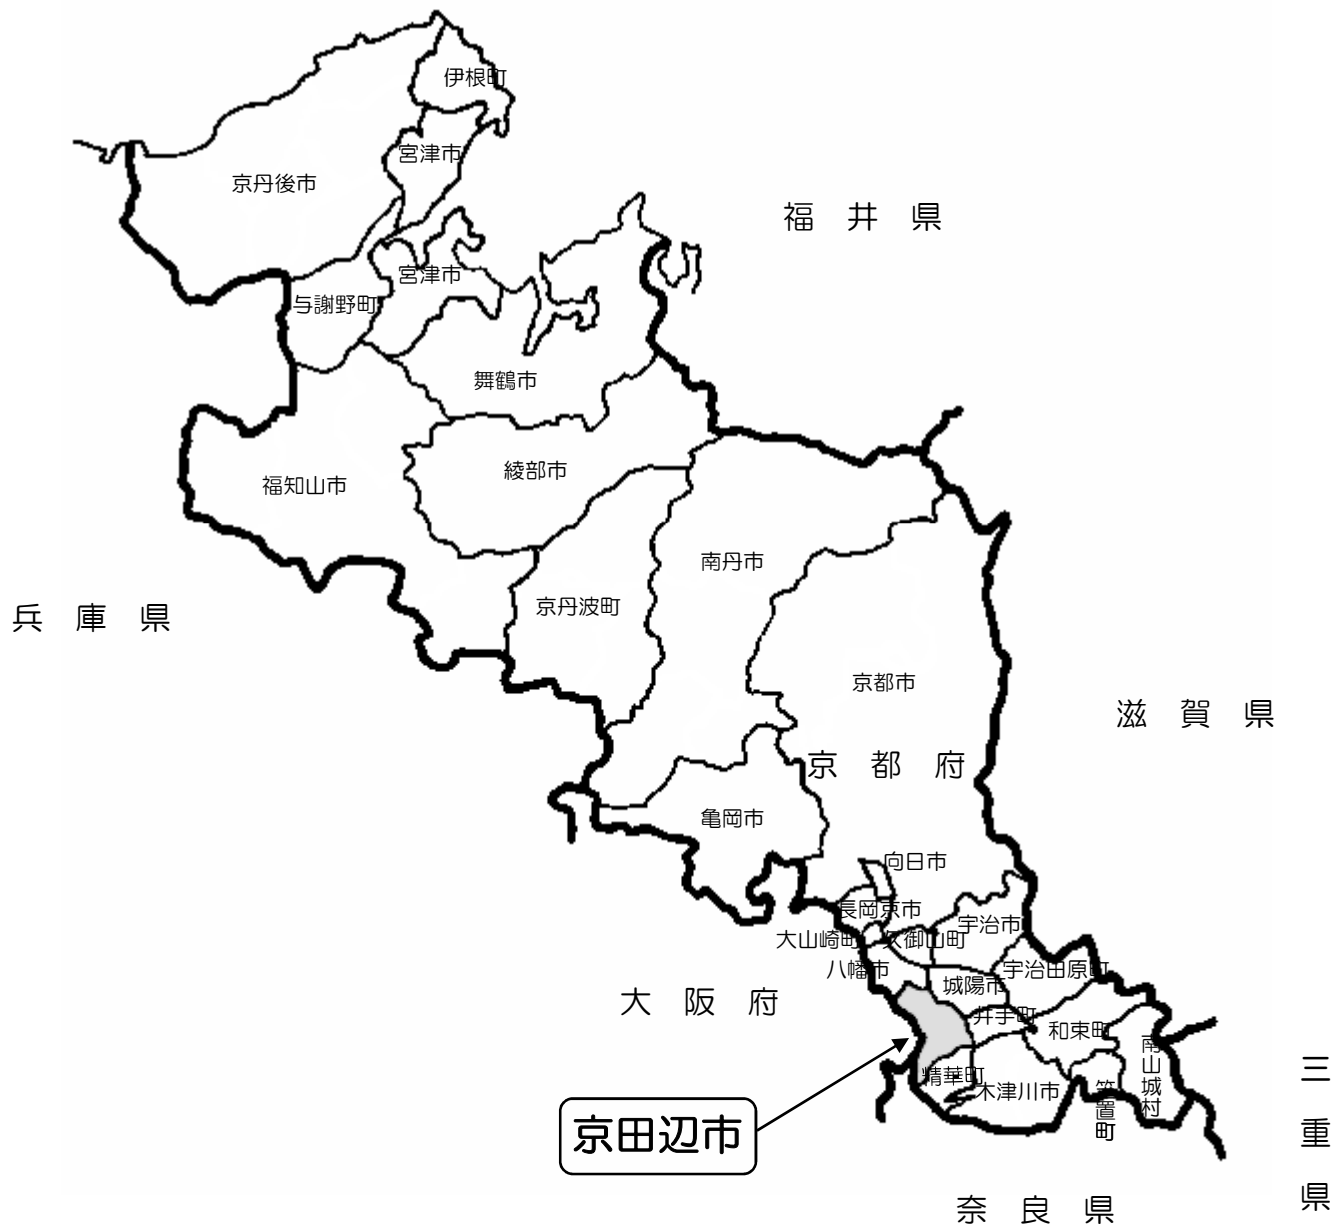 伊根町
宮津市
京丹後市
福井県
宮津市
与謝野町
舞鶴市
綾部市
福知山市
南丹市
京丹波町
兵庫県
京都市
滋賀県
京都府
亀岡市
向日市
長岡京市
宇治市
大山崎町
久御山町
八幡市
宇治田原町
城陽市
大阪府
井手町
和束町
南山城村
精華町
木津川市
笠置町
三重県
京田辺市
奈良県